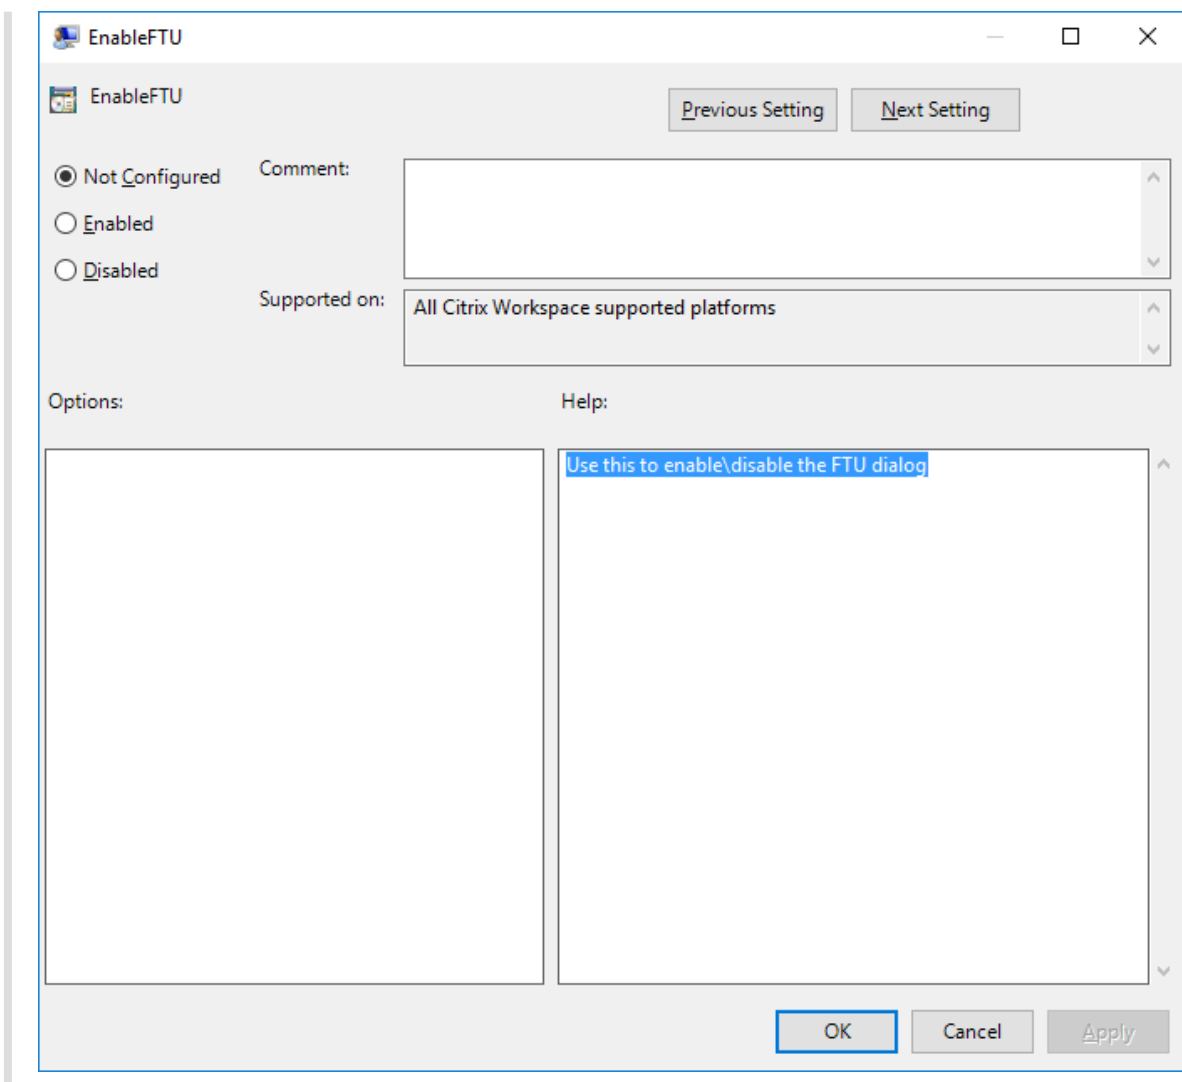 EnableFTU
EnableFTU
Previous Setting
Next Setting
Not Configured
Comment:
Enabled
Disabled
Supported on:
All Citrix Workspace supported platforms
Options:
Help:
Use this to enable\disable the FTU dialog
OK
Cancel
Apply